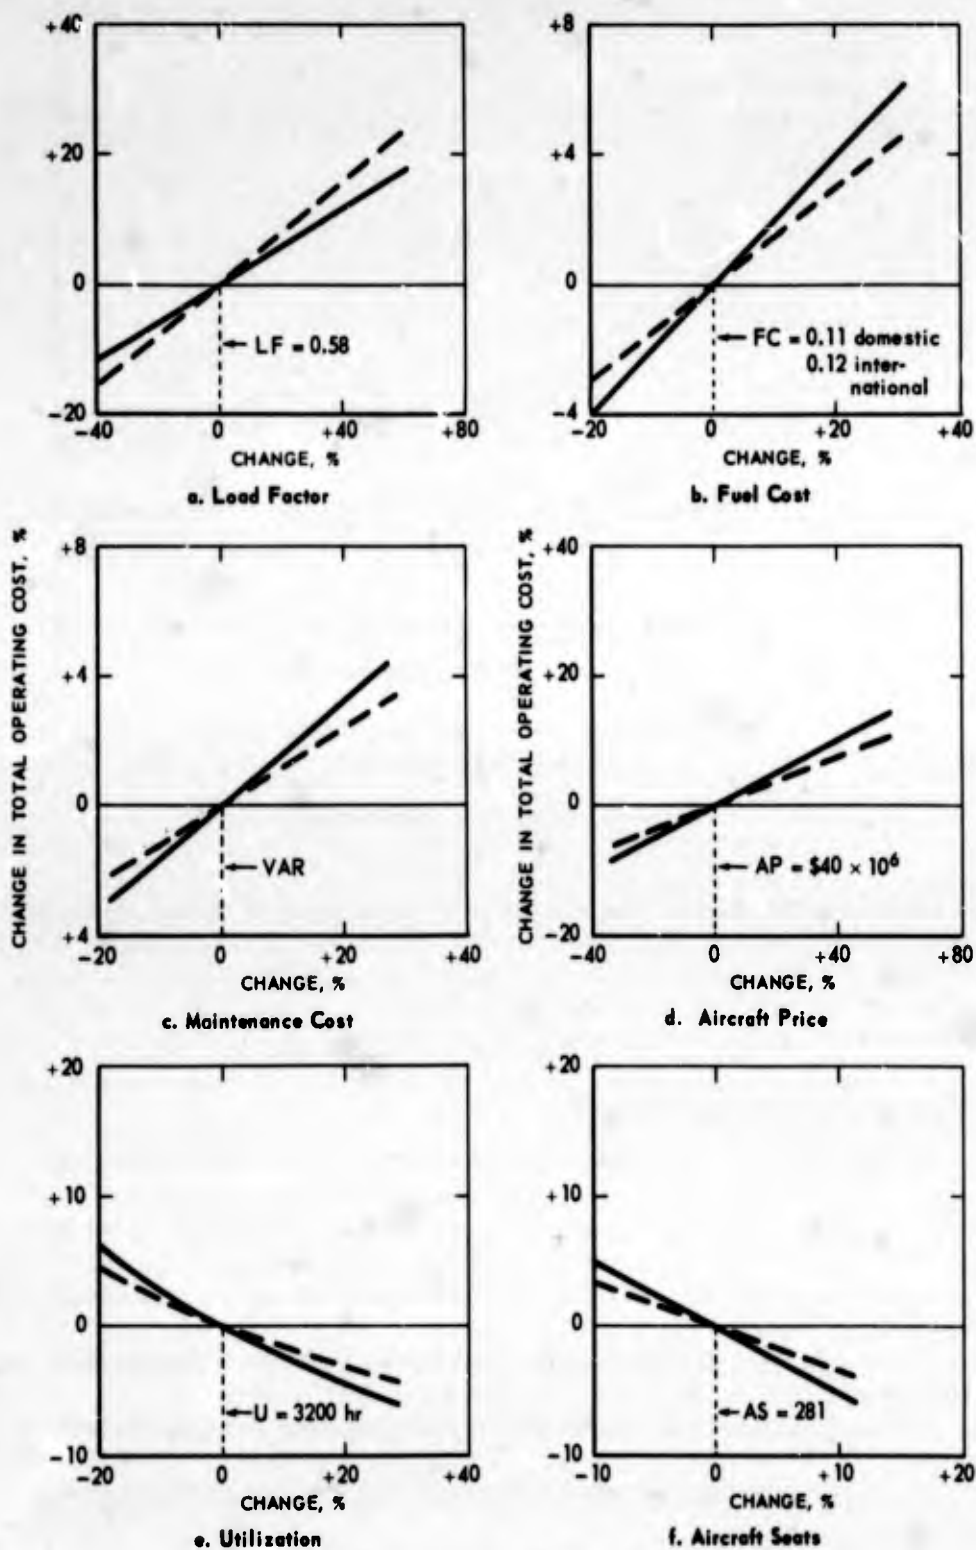 +40
+20
0
-20
-40
0
+40
+80
CHANGE, %
LF = 0.58
a. Load Factor
+8
+4
0
-4
-20
0
+20
+40
CHANGE, %
FC = 0.11 domestic
0.12 inter-
national
b. Fuel Cost
CHANGE IN TOTAL OPERATING COST, %
+8
+4
0
+4
-20
0
+20
+40
CHANGE, %
VAR
c. Maintenance Cost
CHANGE IN TOTAL OPERATING COST, %
+40
+20
0
-20
-40
0
+40
+80
CHANGE, %
AP = $40 × 10⁶
d. Aircraft Price
+20
+10
0
-10
-20
0
+20
+40
CHANGE, %
U = 3200 hr
e. Utilization
+20
+10
0
-10
-10
0
+10
+20
CHANGE, %
AS = 281
f. Aircraft Seats